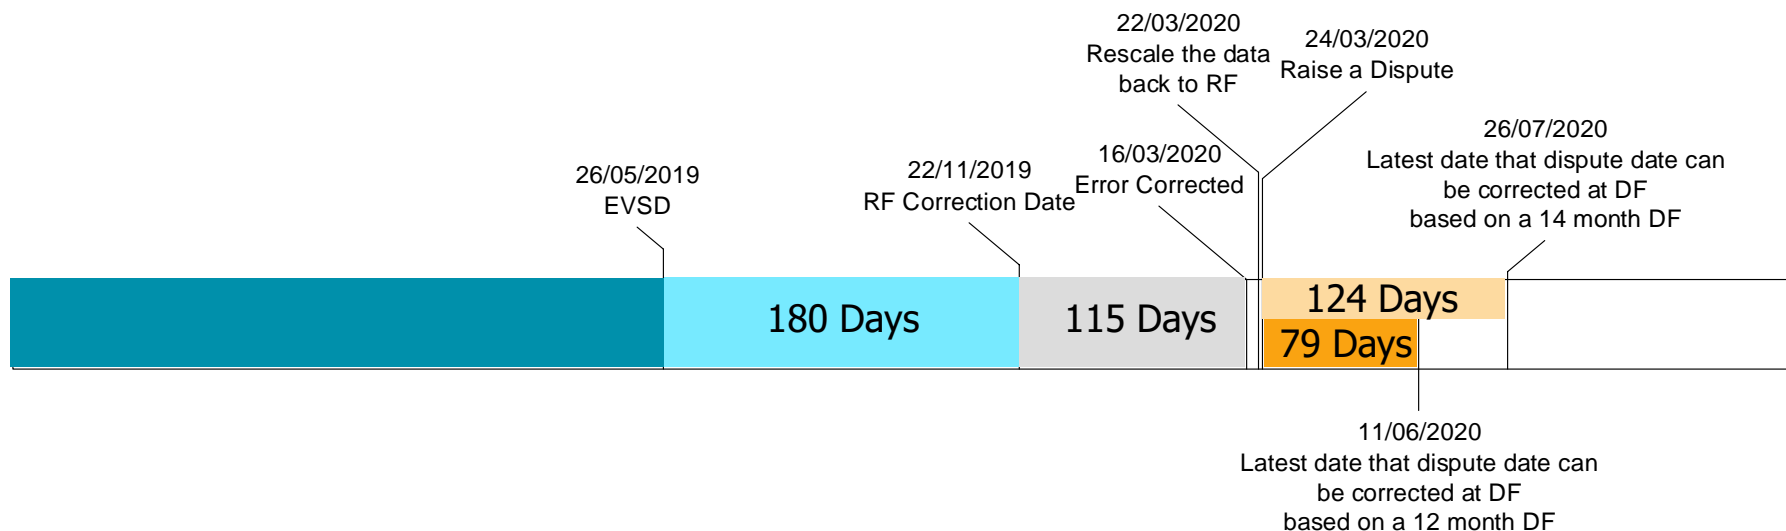 22/03/2020
Rescale the data
back to RF
24/03/2020
Raise a Dispute
26/07/2020
Latest date that dispute date can
be corrected at DF
based on a 14 month DF
16/03/2020
Error Corrected
22/11/2019
RF Correction Date
26/05/2019
EVSD
180 Days
115 Days
124 Days
79 Days
11/06/2020
Latest date that dispute date can
be corrected at DF
based on a 12 month DF